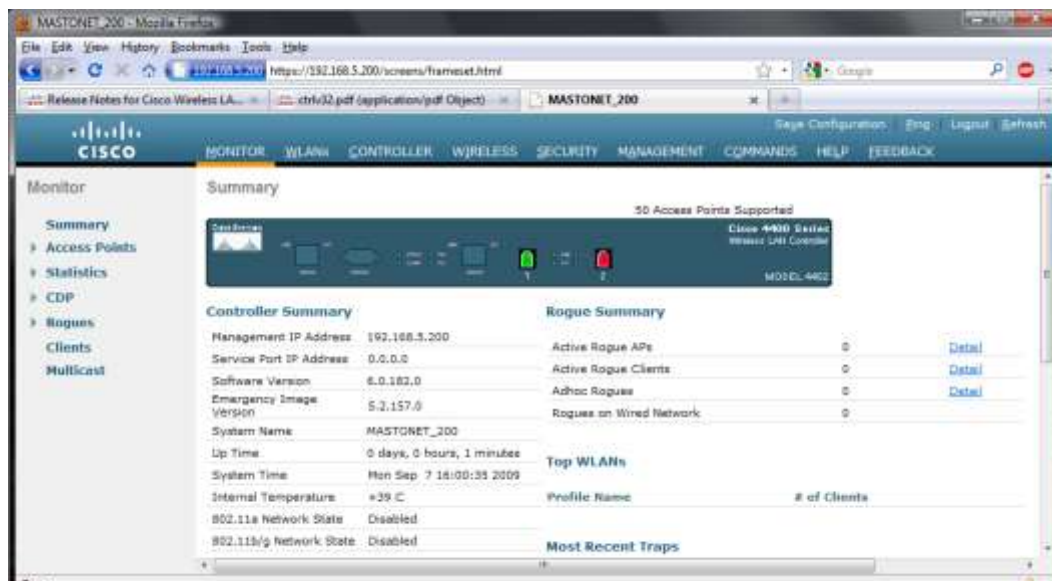 MASTONET_200 - Mozilla Firefox
File Edit View History Bookmarks Tools Help
192.168.5.200 https://192.168.5.200/screens/frameset.html Google
Release Notes for Cisco Wireless LA... ctrlv32.pdf (application/pdf Object) MASTONET_200
Save Configuration Ping Logout Refresh
CISCO MONITOR WLANs CONTROLLER WIRELESS SECURITY MANAGEMENT COMMANDS HELP FEEDBACK
Monitor
Summary
Access Points
Statistics
CDP
Rogues
Clients
Multicast
Summary
50 Access Points Supported
Cisco 4400 Series
Wireless LAN Controller
MODEL 4402
1 2
Controller Summary
Management IP Address 192.168.5.200
Service Port IP Address 0.0.0.0
Software Version 6.0.182.0
Emergency Image Version 5.2.157.0
System Name MASTONET_200
Up Time 0 days, 0 hours, 1 minutes
System Time Mon Sep 7 16:00:35 2009
Internal Temperature +39 C
802.11a Network State Disabled
802.11b/g Network State Disabled
Rogue Summary
Active Rogue APs 0 Detail
Active Rogue Clients 0 Detail
Adhoc Rogues 0 Detail
Rogues on Wired Network 0
Top WLANs
Profile Name # of Clients
Most Recent Traps